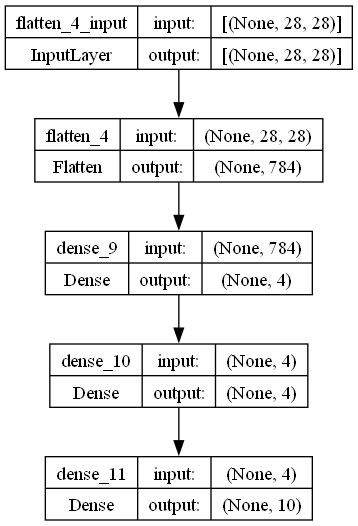 flatten_4_input input: [(None, 28, 28)]
InputLayer output: [(None, 28, 28)]
flatten_4 input: (None, 28, 28)
Flatten output: (None, 784)
dense_9 input: (None, 784)
Dense output: (None, 4)
dense_10 input: (None, 4)
Dense output: (None, 4)
dense_11 input: (None, 4)
Dense output: (None, 10)